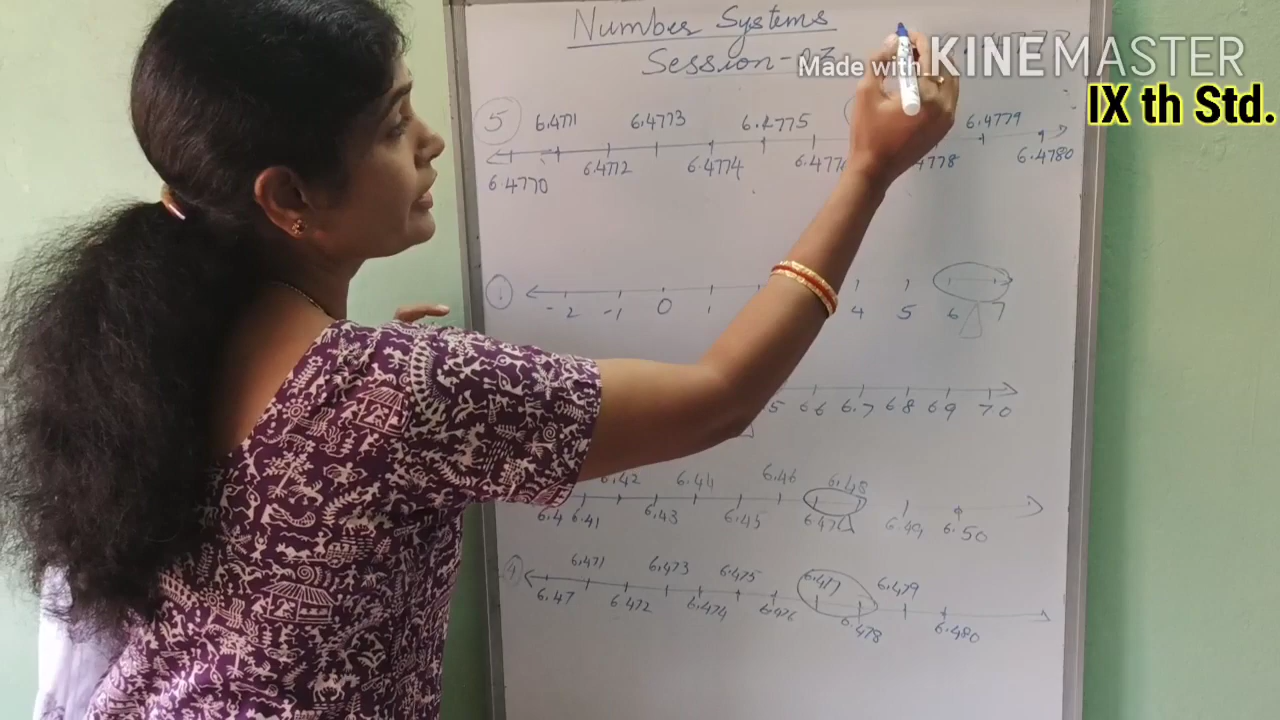 Number Systems
Session-03
Made with KINEMASTER
IX th Std.
5 6.4771 6.4773 6.4775 6.4779
6.4770 6.4772 6.4774 6.4778 6.4780
1
-2 -1 0 1 4 5 6 7
6.6 6.7 6.8 6.9 7.0
6.42 6.44 6.46 6.48
6.4 6.41 6.43 6.45 6.47 6.49 6.50
4 6.471 6.473 6.475 6.477 6.479
6.47 6.472 6.474 6.476 6.478 6.480